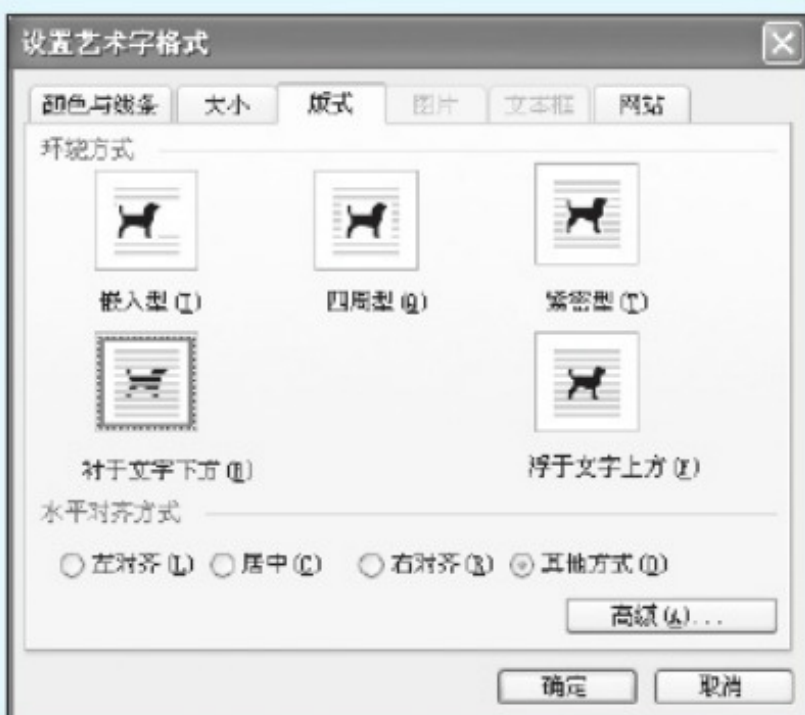 设置艺术字格式
颜色与线条 大小 版式 图片 文本框 网站
环绕方式
嵌入型(I) 四周型(Q) 紧密型(T)
衬于文字下方(B) 浮于文字上方(F)
水平对齐方式
左对齐(L) 居中(C) 右对齐(R) 其他方式(O)
高级(A)...
确定 取消